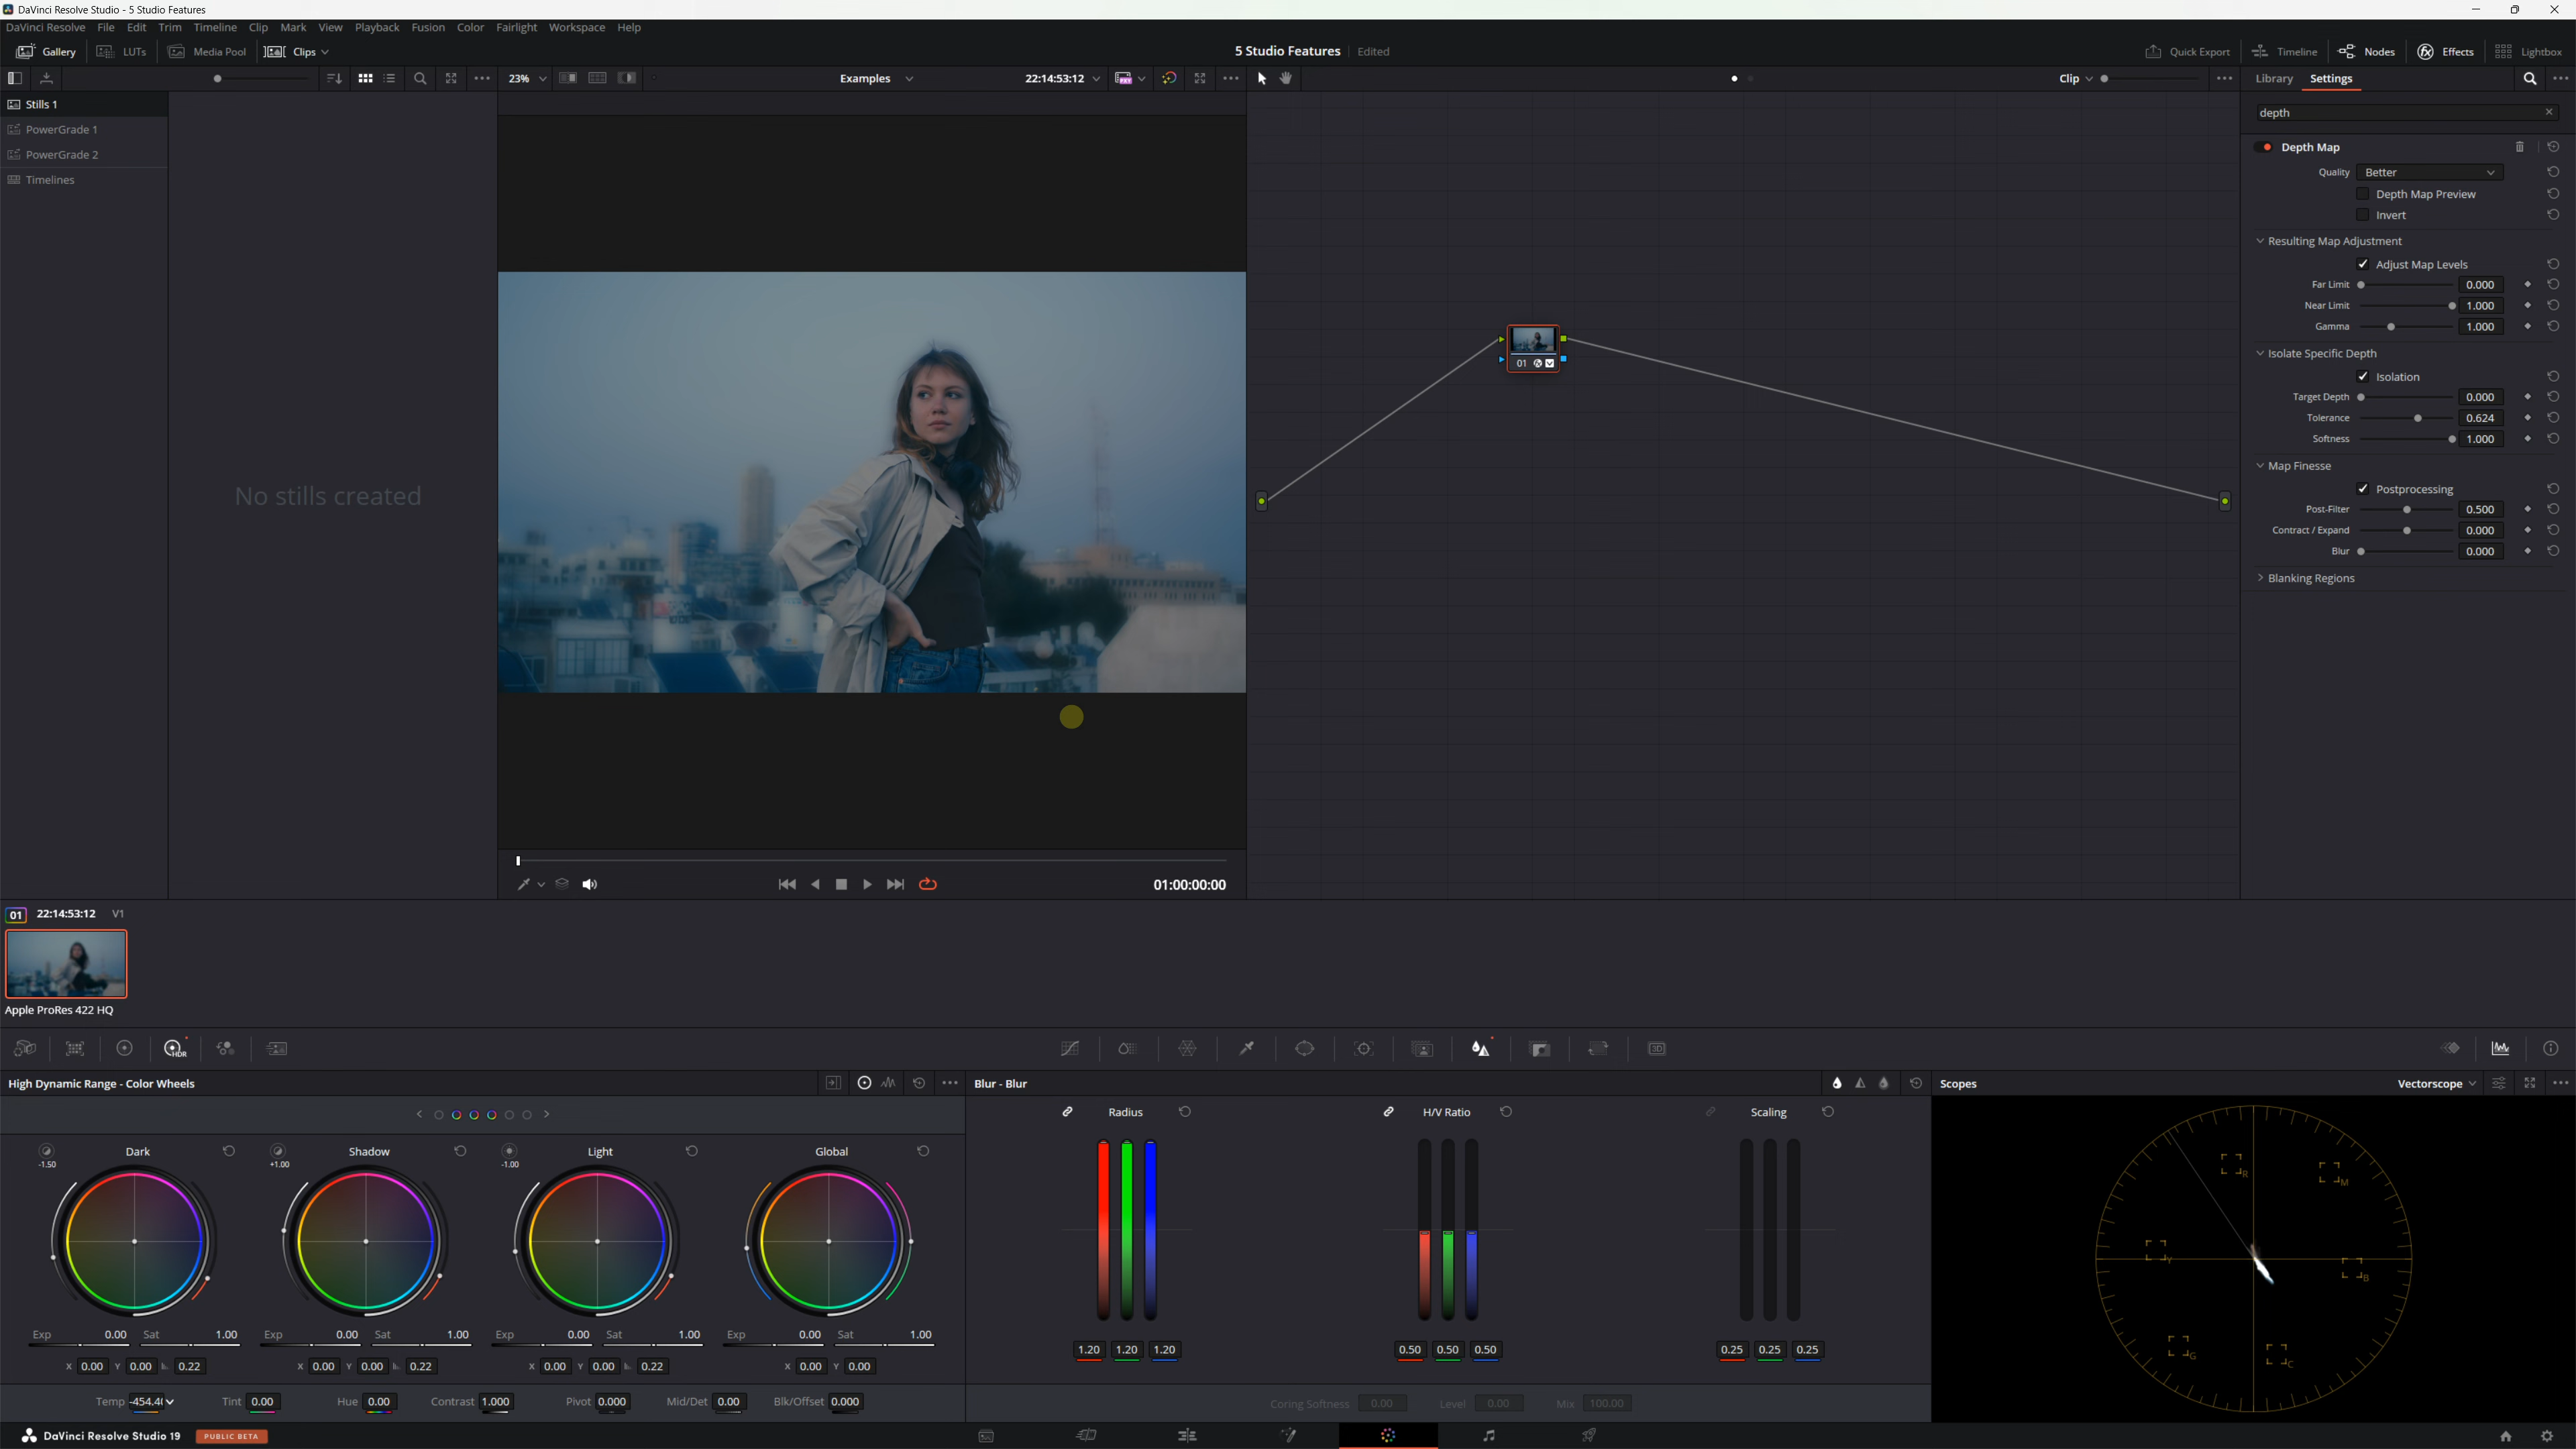 DaVinci Resolve Studio - 5 Studio Features
DaVinci Resolve File Edit Trim Timeline Clip Mark View Playback Fusion Color Fairlight Workspace Help
Gallery LUTs Media Pool Clips 5 Studio Features Edited Quick Export Timeline Nodes Effects Lightbox
23% Examples 22:14:53:12 Clip Library Settings
Stills 1
PowerGrade 1
PowerGrade 2
Timelines
No stills created
01
depth
Depth Map
Quality Better
Depth Map Preview
Invert
Resulting Map Adjustment
Adjust Map Levels
Far Limit 0.000
Near Limit 1.000
Gamma 1.000
Isolate Specific Depth
Isolation
Target Depth 0.000
Tolerance 0.624
Softness 1.000
Map Finesse
Postprocessing
Post-Filter 0.500
Contract / Expand 0.000
Blur 0.000
Blanking Regions
01:00:00:00
01 22:14:53:12 V1
Apple ProRes 422 HQ
HDR 3D
High Dynamic Range - Color Wheels Blur - Blur Scopes Vectorscope
Radius H/V Ratio Scaling
Dark Shadow Light Global
-1.50 +1.00 -1.00
R M
Y B
G C
Exp 0.00 Sat 1.00 Exp 0.00 Sat 1.00 Exp 0.00 Sat 1.00 Exp 0.00 Sat 1.00
1.20 1.20 1.20 0.50 0.50 0.50 0.25 0.25 0.25
X 0.00 Y 0.00 0.22 X 0.00 Y 0.00 0.22 X 0.00 Y 0.00 0.22 X 0.00 Y 0.00
Temp Tint 0.00 Hue 0.00 Contrast 1.000 Pivot 0.000 Mid/Det 0.00 Blk/Offset 0.000
Coring Softness 0.00 Level 0.00 Mix 100.00
DaVinci Resolve Studio 19 PUBLIC BETA